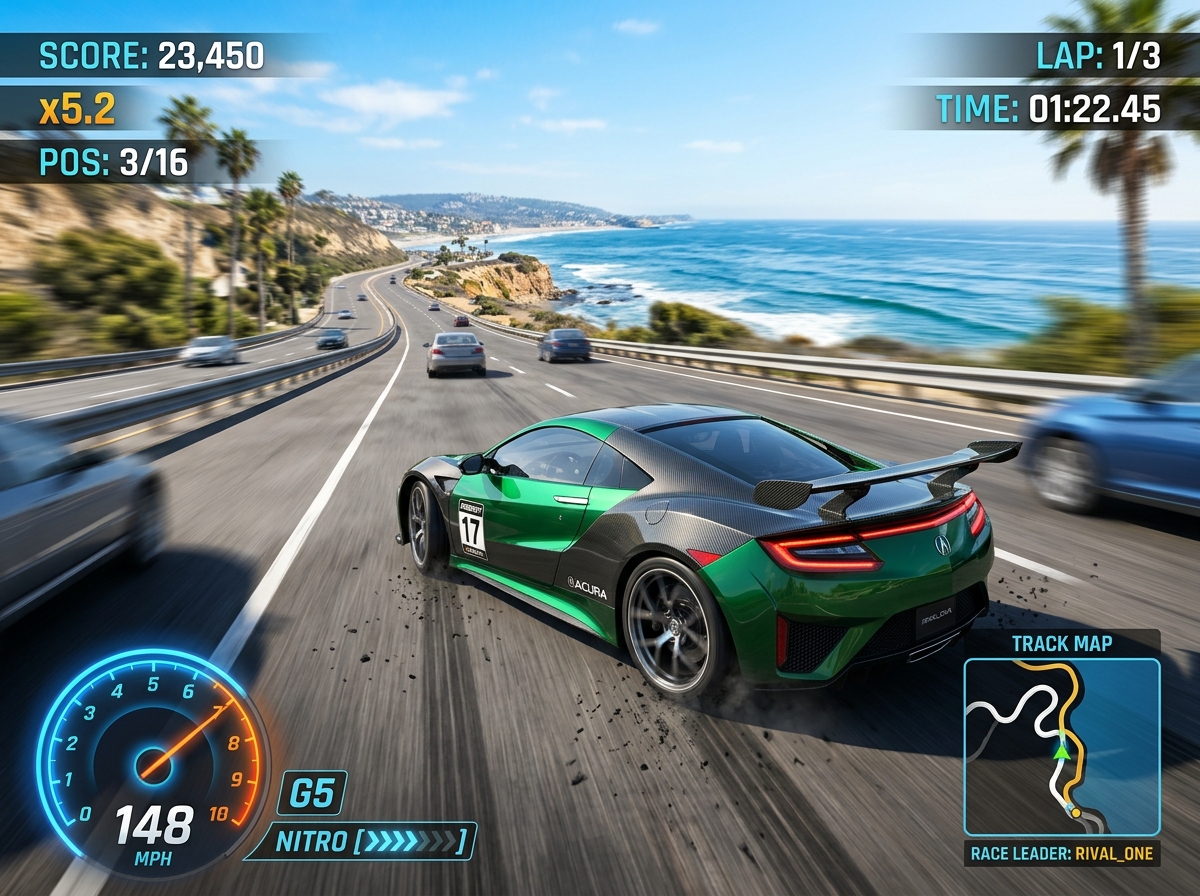 SCORE: 23,450
x5.2
POS: 3/16
LAP: 1/3
TIME: 01:22.45
17
ACURA
0
1
2
3
4
5
6
7
8
9
10
148
MPH
G5
NITRO [ ]
TRACK MAP
RACE LEADER: RIVAL_ONE